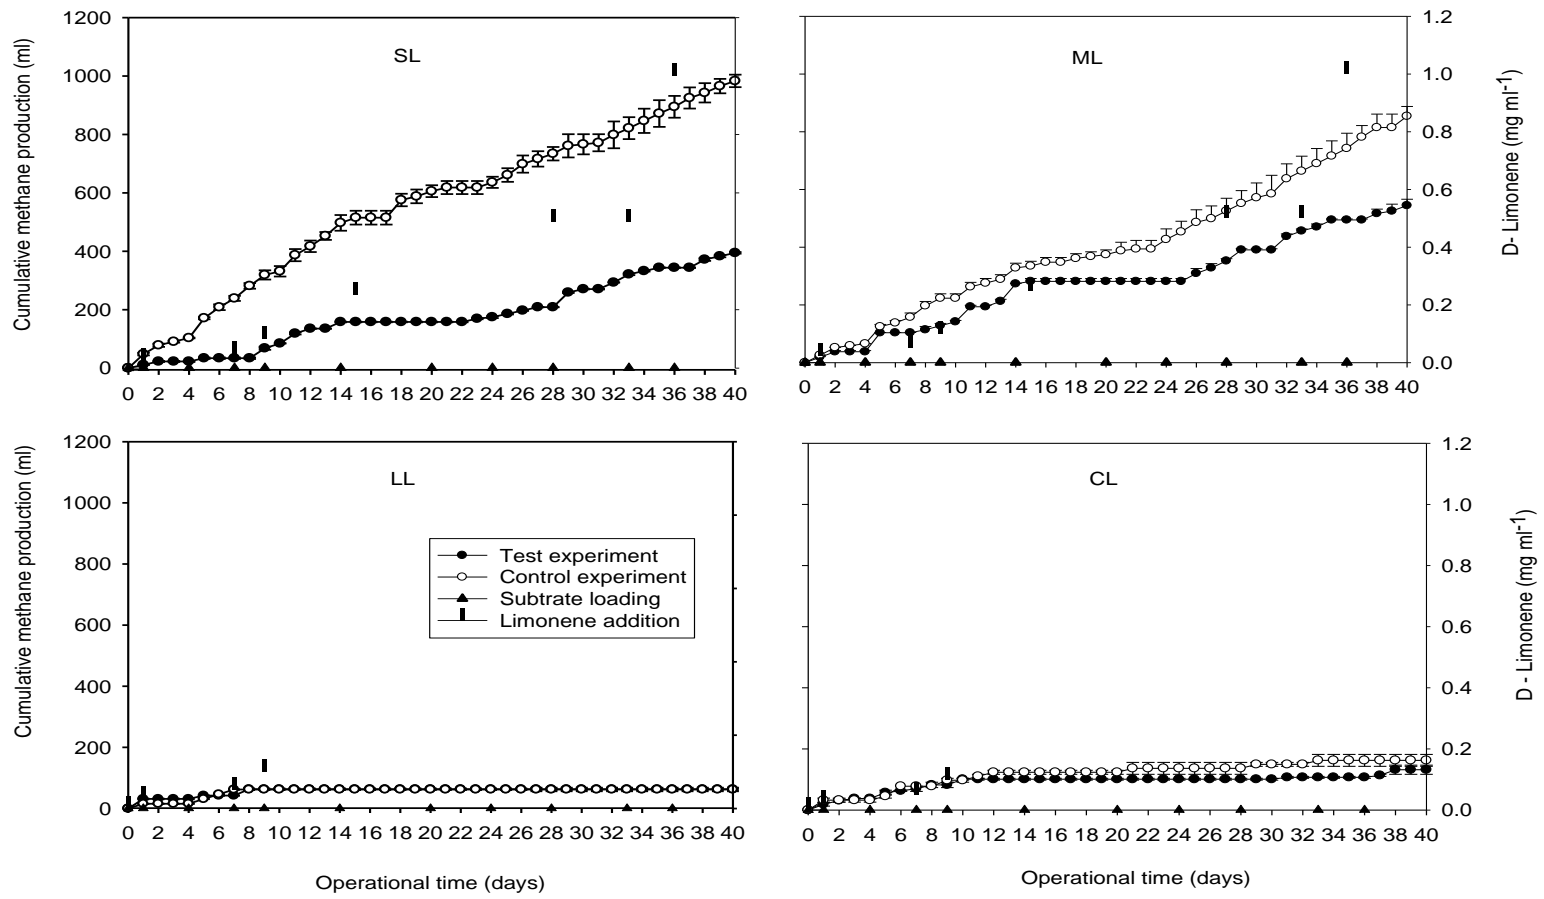 SL
Cumulative methane production (ml)
1200
1000
800
600
400
200
0
0 2 4 6 8 10 12 14 16 18 20 22 24 26 28 30 32 34 36 38 40
ML
D- Limonene (mg ml-1)
1.2
1.0
0.8
0.6
0.4
0.2
0.0
0 2 4 6 8 10 12 14 16 18 20 22 24 26 28 30 32 34 36 38 40
LL
Cumulative methane production (ml)
1200
1000
800
600
400
200
0
Test experiment
Control experiment
Subtrate loading
Limonene addition
0 2 4 6 8 10 12 14 16 18 20 22 24 26 28 30 32 34 36 38 40
Operational time (days)
CL
D - Limonene (mg ml-1)
1.2
1.0
0.8
0.6
0.4
0.2
0.0
0 2 4 6 8 10 12 14 16 18 20 22 24 26 28 30 32 34 36 38 40
Operational time (days)